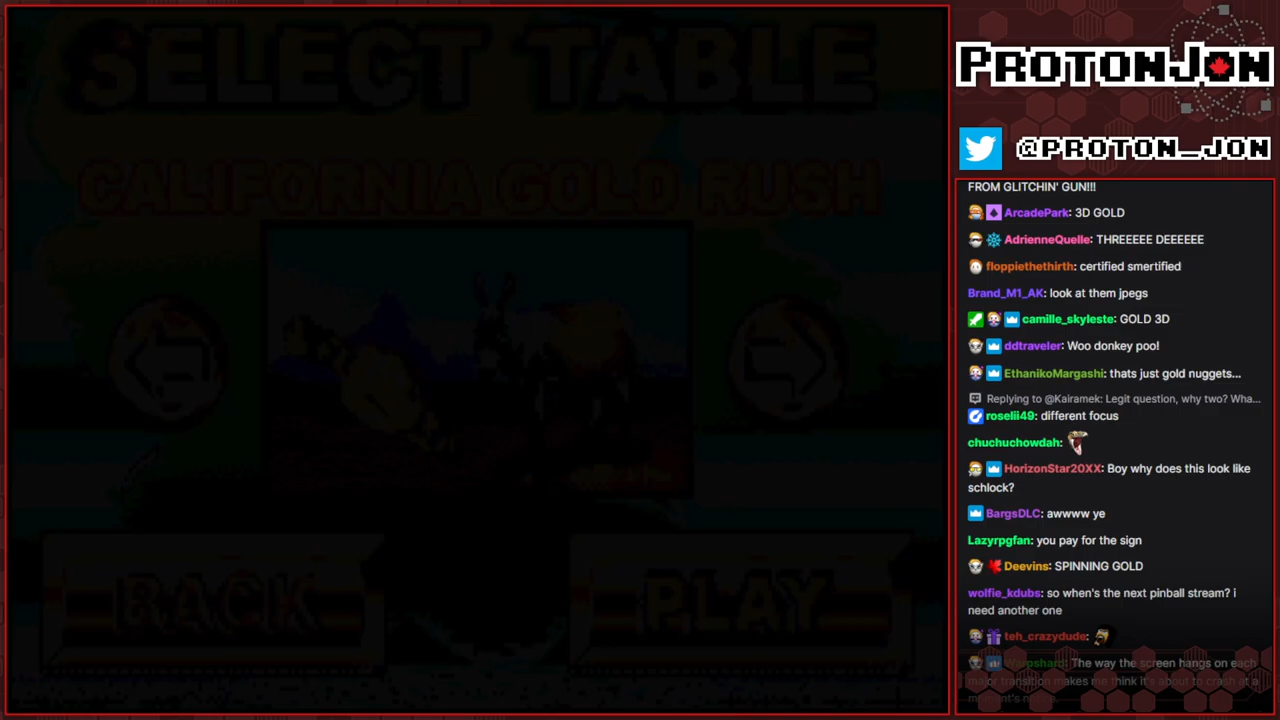 SELECT TABLE
CALIFORNIA GOLD RUSH
BACK
PLAY
PROTONJON
@PROTON_JON
FROM GLITCHIN' GUN!!!
ArcadePark: 3D GOLD
AdrienneQuelle: THREEEEE DEEEEEE
floppiethethirth: certified smertified
Brand_M1_AK: look at them jpegs
camille_skyleste: GOLD 3D
ddtraveler: Woo donkey poo!
EthanikoMargashi: thats just gold nuggets...
Replying to @Kairamek: Legit question, why two? Wha...
roselii49: different focus
chuchuchowdah:
HorizonStar20XX: Boy why does this look like
schlock?
BargsDLC: awwww ye
Lazyrpgfan: you pay for the sign
Deevins: SPINNING GOLD
wolfie_kdubs: so when's the next pinball stream? i
need another one
teh_crazydude:
Warpshard: The way the screen hangs on each
major transition makes me think it's about to crash at a
moment's